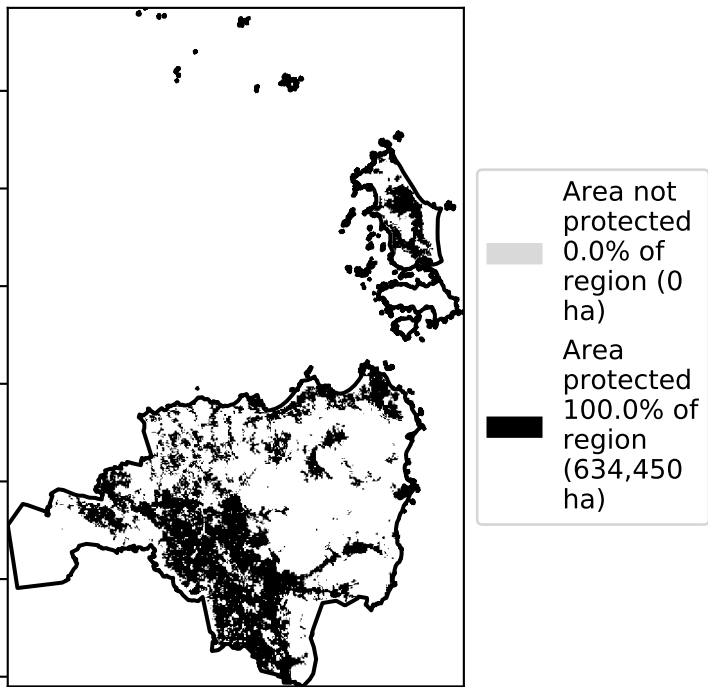 Area not
protected
0.0% of
region (0
ha)
Area
protected
100.0% of
region
(634,450
ha)